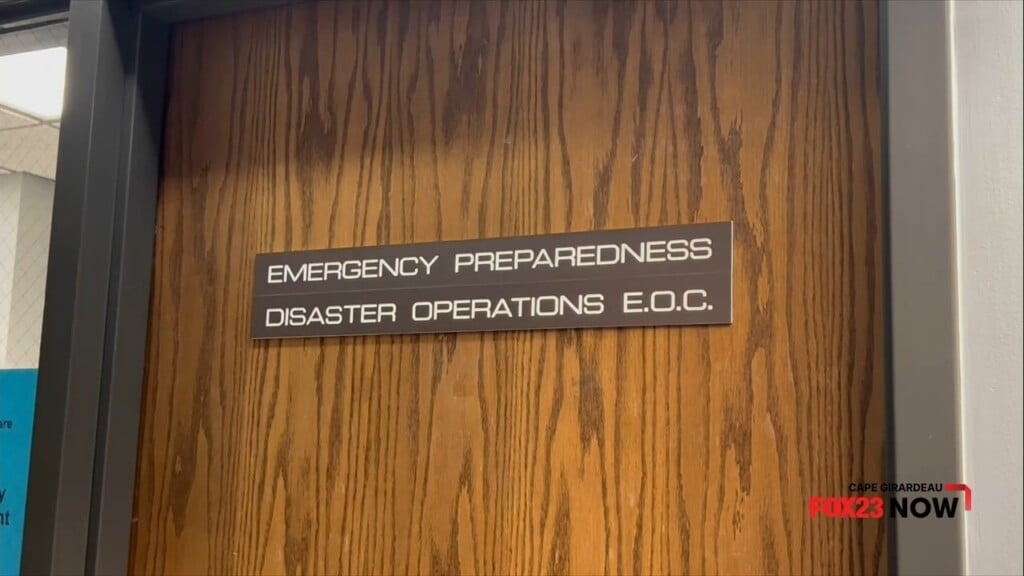 EMERGENCY PREPAREDNESS
DISASTER OPERATIONS E.O.C.
CAPE GIRARDEAU
FOX23 NOW